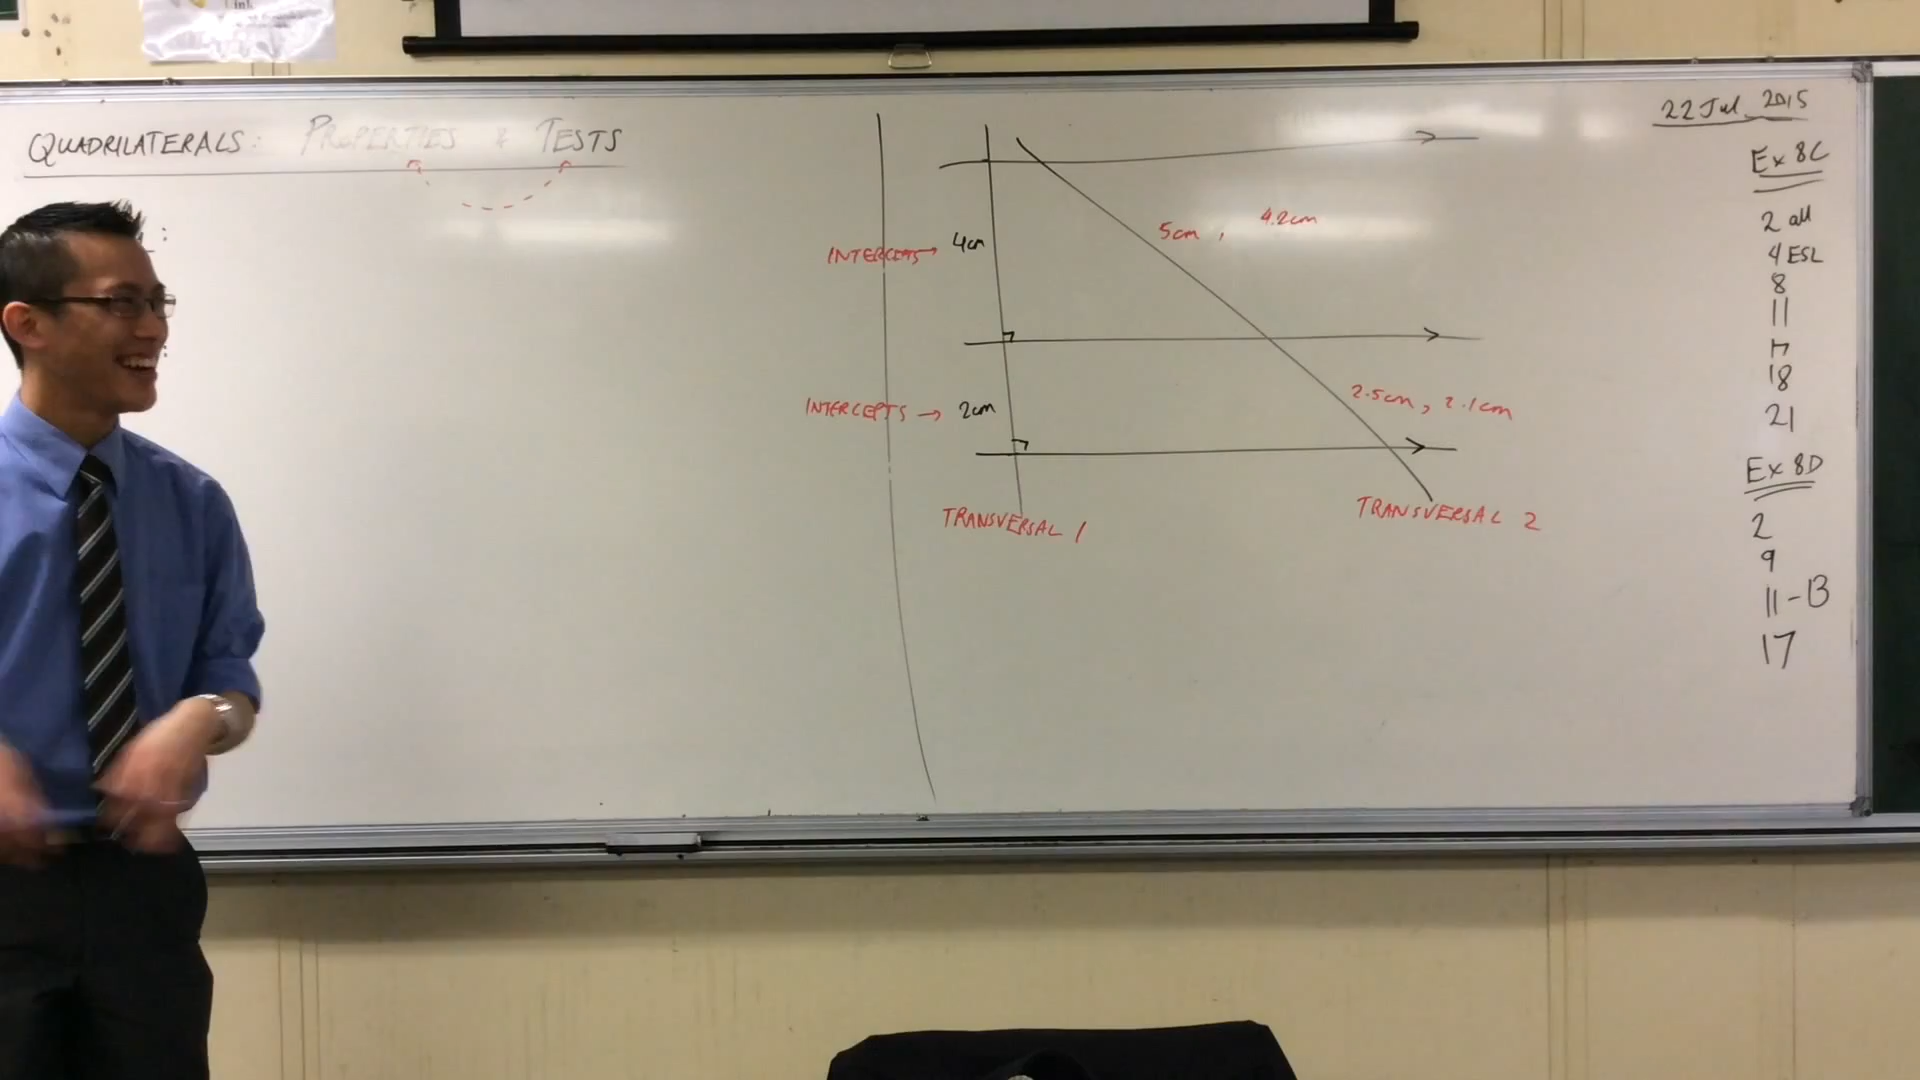 QUADRILATERALS: PROPERTIES & TESTS
INTERCEPTS → 4cm
5cm, 4.2cm
INTERCEPTS → 2cm
2.5cm, 2.1cm
TRANSVERSAL 1
TRANSVERSAL 2
22 Jul 2015
Ex 8C
2 all
4 ESL
8
11
17
18
21
Ex 8D
2
9
11-13
17